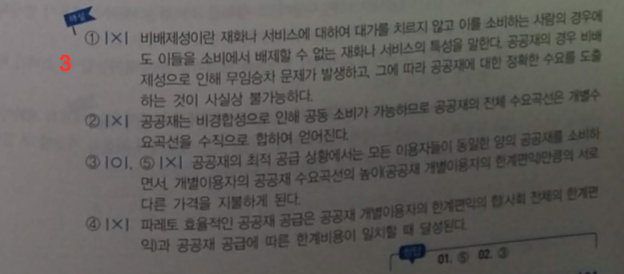 해설
3
① |×| 비배제성이란 재화나 서비스에 대하여 대가를 치르지 않고 이를 소비하는 사람의 경우에
도 이들을 소비에서 배제할 수 없는 재화나 서비스의 특성을 말한다. 공공재의 경우 비배
제성으로 인해 무임승차 문제가 발생하고, 그에 따라 공공재에 대한 정확한 수요를 도출
하는 것이 사실상 불가능하다.
② |×| 공공재는 비경합성으로 인해 공동 소비가 가능하므로 공공재의 전체 수요곡선은 개별수
요곡선을 수직으로 합하여 얻어진다.
③ |○|, ⑤ |×| 공공재의 최적 공급 상황에서는 모든 이용자들이 동일한 양의 공공재를 소비하
면서, 개별이용자의 공공재 수요곡선의 높이(공공재 개별이용자의 한계편익)만큼의 서로
다른 가격을 지불하게 된다.
④ |×| 파레토 효율적인 공공재 공급은 공공재 개별이용자의 한계편익의 합(사회 전체의 한계편
익)과 공공재 공급에 따른 한계비용이 일치할 때 달성된다.
정답 01. ⑤ 02. ③